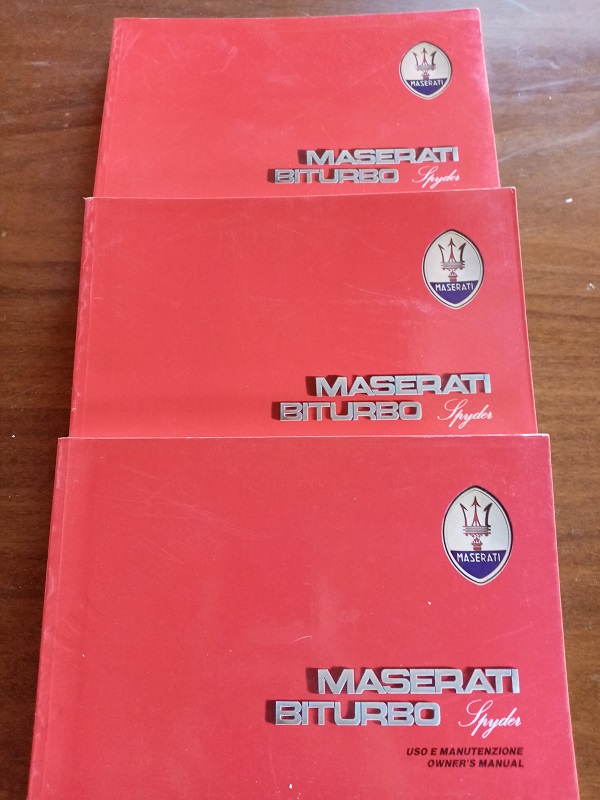 MASERATI
MASERATI
BITURBO Spyder
MASERATI
MASERATI
BITURBO Spyder
MASERATI
MASERATI
BITURBO Spyder
USO E MANUTENZIONE
OWNER'S MANUAL